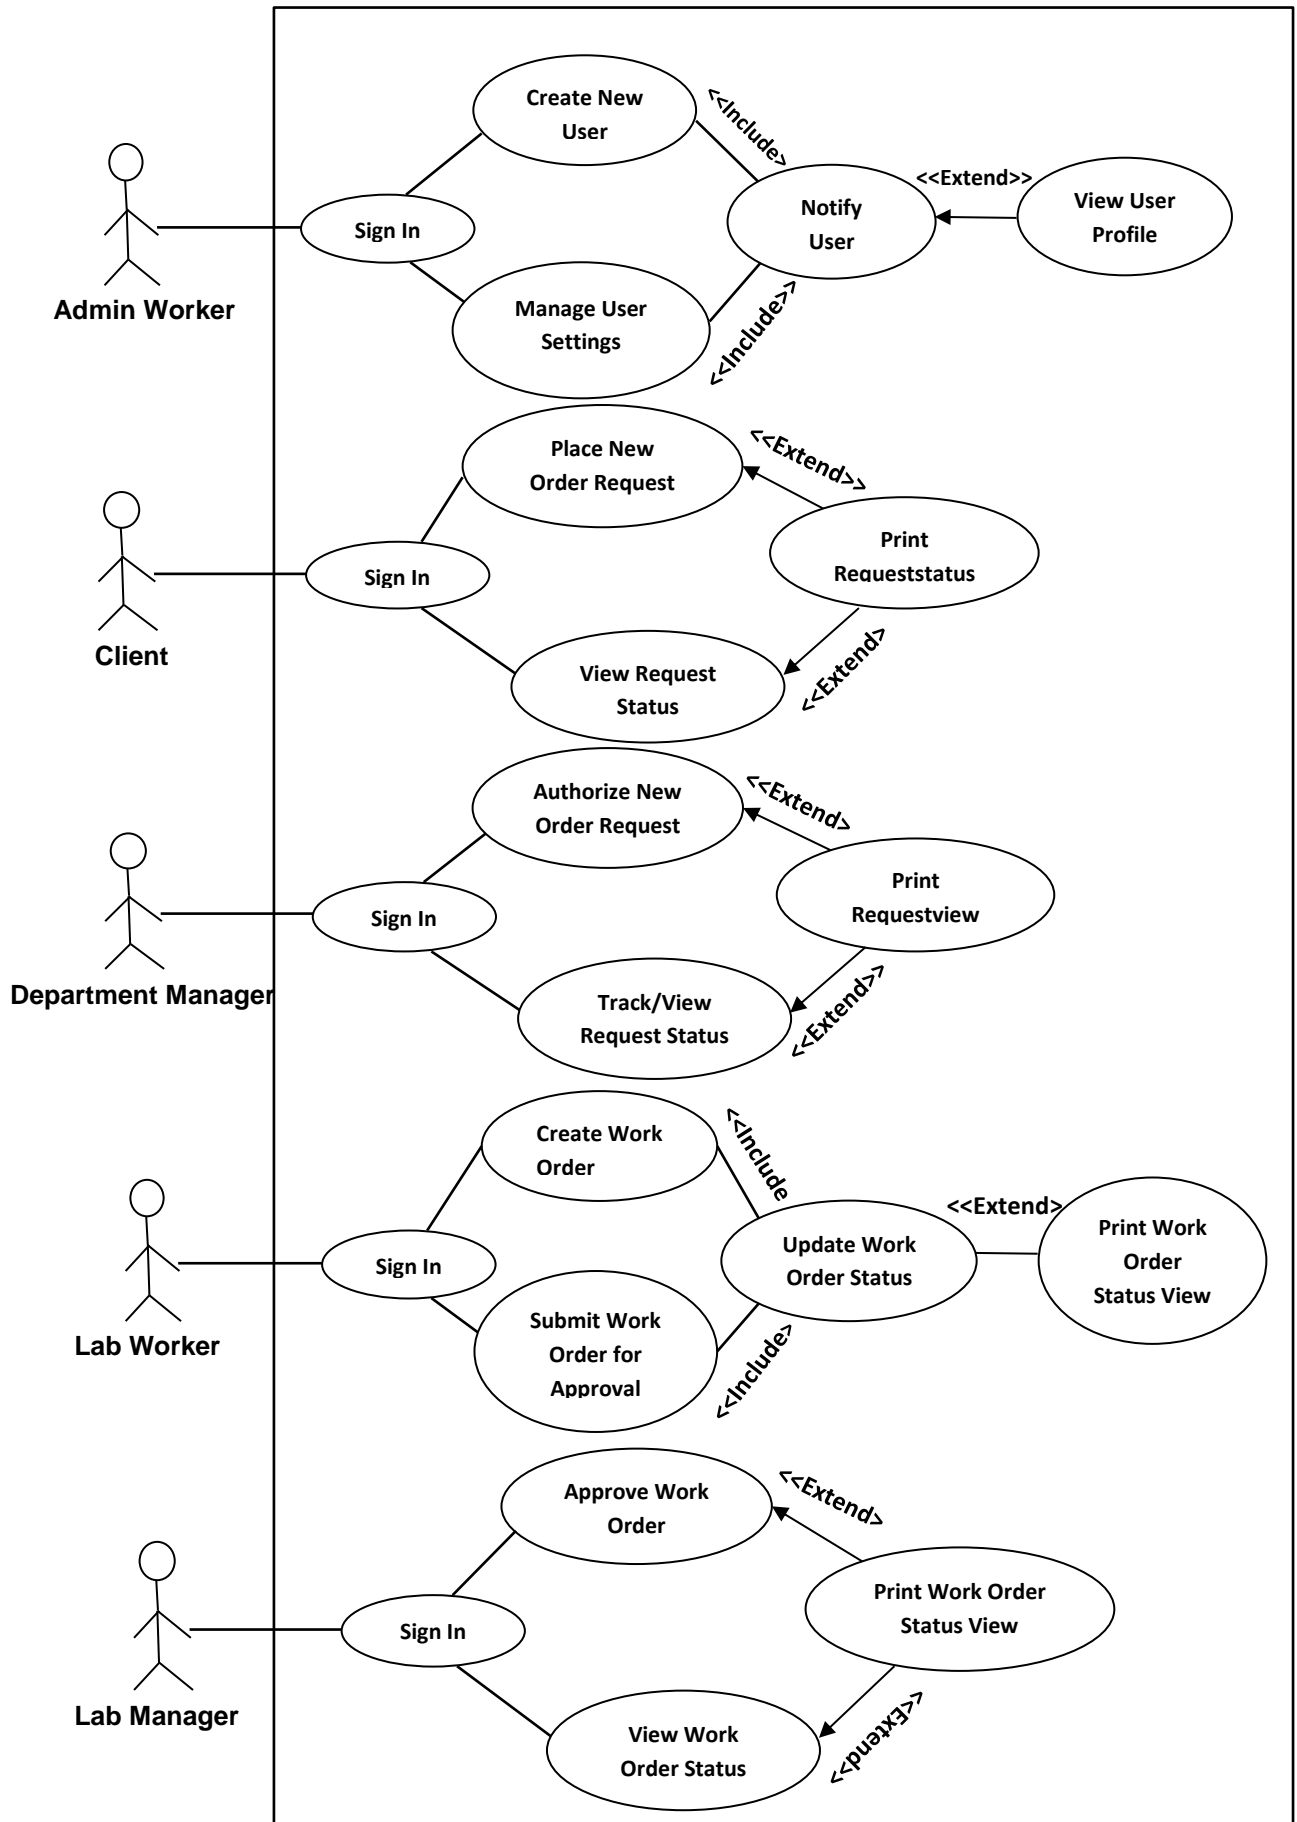 Create New
User
<<Include>
<<Extend>>
View User
Profile
Notify
User
Sign In
Admin Worker
Manage User
Settings
<<Include>>
Place New
Order Request
<<Extend>>
Print
Requeststatus
Sign In
Client
View Request
Status
<<Extend>
Authorize New
Order Request
<<Extend>
Print
Requestview
Sign In
Department Manager
Track/View
Request Status
<<Extend>>
Create Work
Order
<<Include
<<Extend>
Print Work
Order
Status View
Update Work
Order Status
Sign In
Lab Worker
Submit Work
Order for
Approval
<<Include>
Approve Work
Order
<<Extend>
Print Work Order
Status View
Sign In
Lab Manager
View Work
Order Status
<<Extend>>